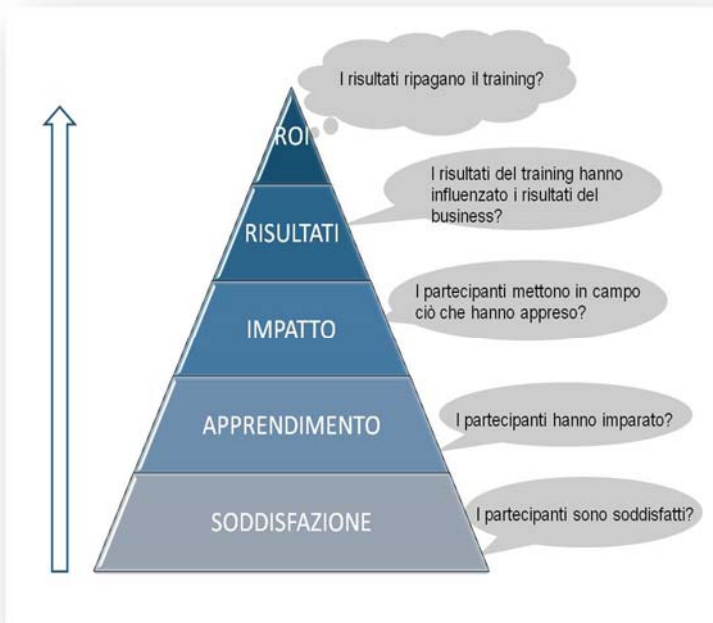 I risultati ripagano il training?
ROI
I risultati del training hanno
influenzato i risultati del
business?
RISULTATI
I partecipanti mettono in campo
ciò che hanno appreso?
IMPATTO
APPRENDIMENTO
I partecipanti hanno imparato?
SODDISFAZIONE
I partecipanti sono soddisfatti?